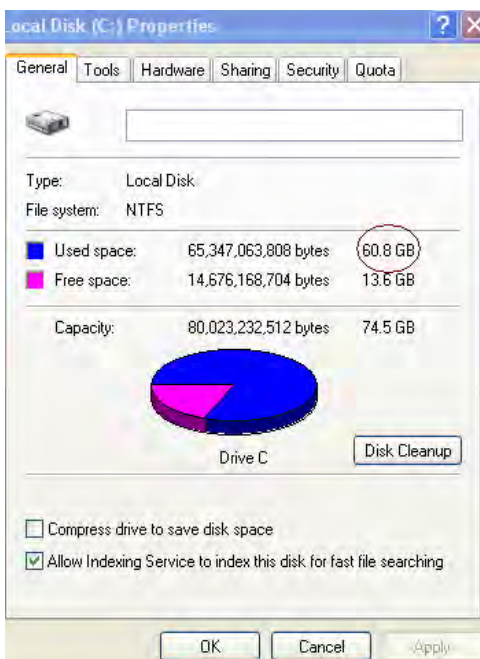 ocal Disk (C:) Properties
General Tools Hardware Sharing Security Quota
Type: Local Disk
File system: NTFS
Used space: 65,347,063,808 bytes 60.8 GB
Free space: 14,676,168,704 bytes 13.6 GB
Capacity: 80,023,232,512 bytes 74.5 GB
Drive C
Disk Cleanup
Compress drive to save disk space
Allow Indexing Service to index this disk for fast file searching
OK Cancel Apply